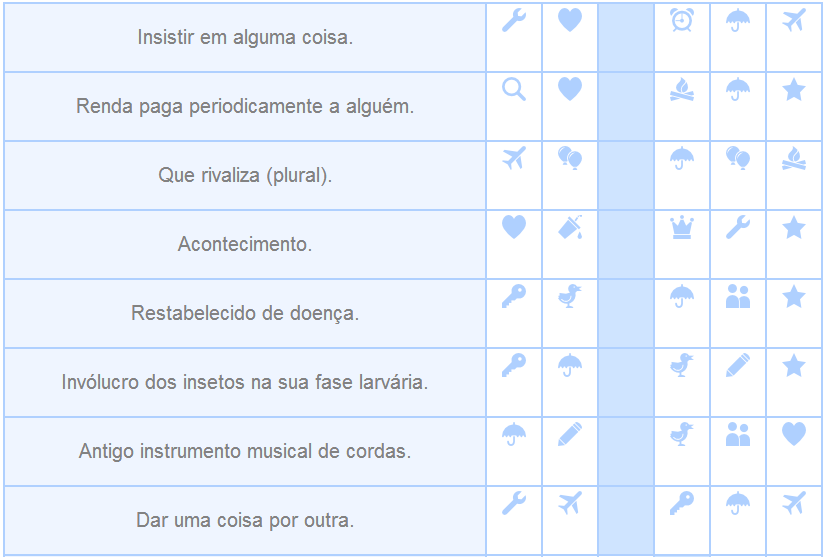 Insistir em alguma coisa.
Renda paga periodicamente a alguém.
Que rivaliza (plural).
Acontecimento.
Restabelecido de doença.
Invólucro dos insetos na sua fase larvária.
Antigo instrumento musical de cordas.
Dar uma coisa por outra.